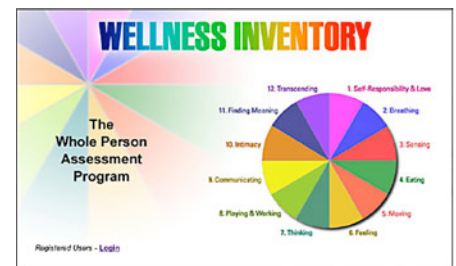 WELLNESS INVENTORY
The
Whole Person
Assessment
Program
12. Transcending
1. Self-Responsibility & Love
11. Finding Meaning
2. Breathing
10. Intimacy
3. Sensing
9. Communicating
4. Eating
8. Playing & Working
5. Moving
7. Thinking
6. Feeling
Registered Users - Login